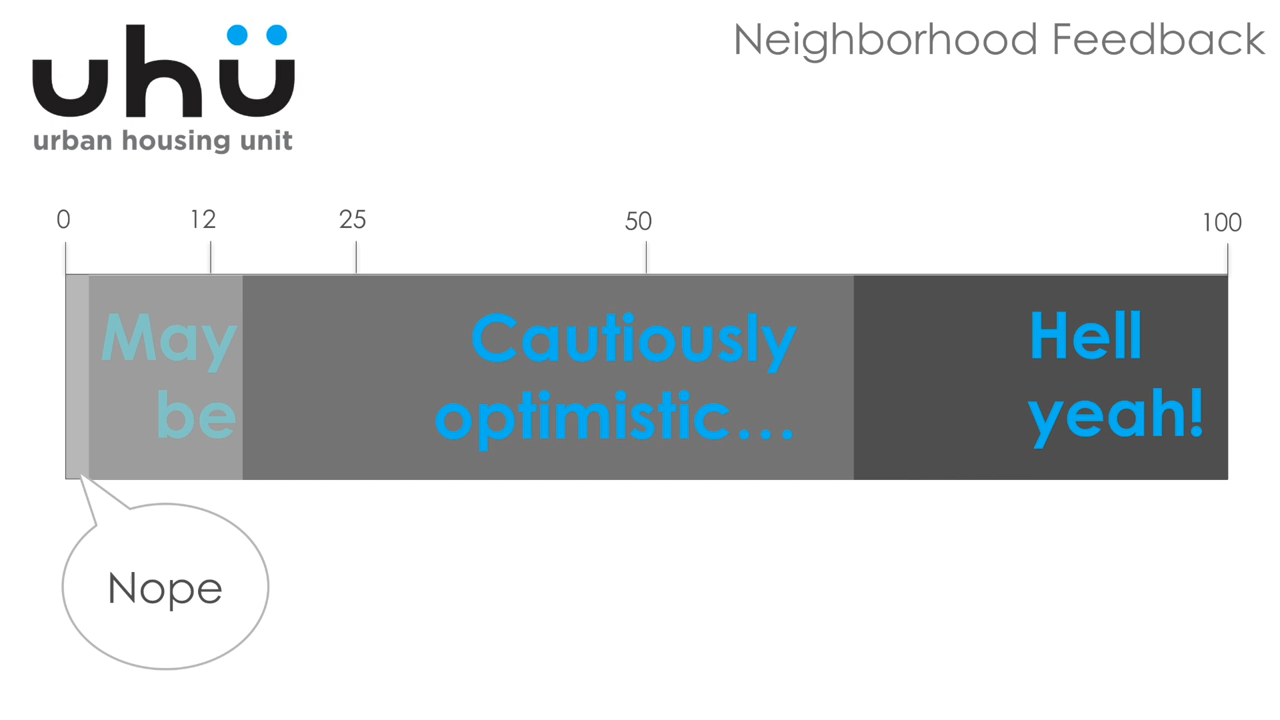 uhü
urban housing unit
Neighborhood Feedback
0 12 25 50 100
May
be
Cautiously
optimistic...
Hell
yeah!
Nope